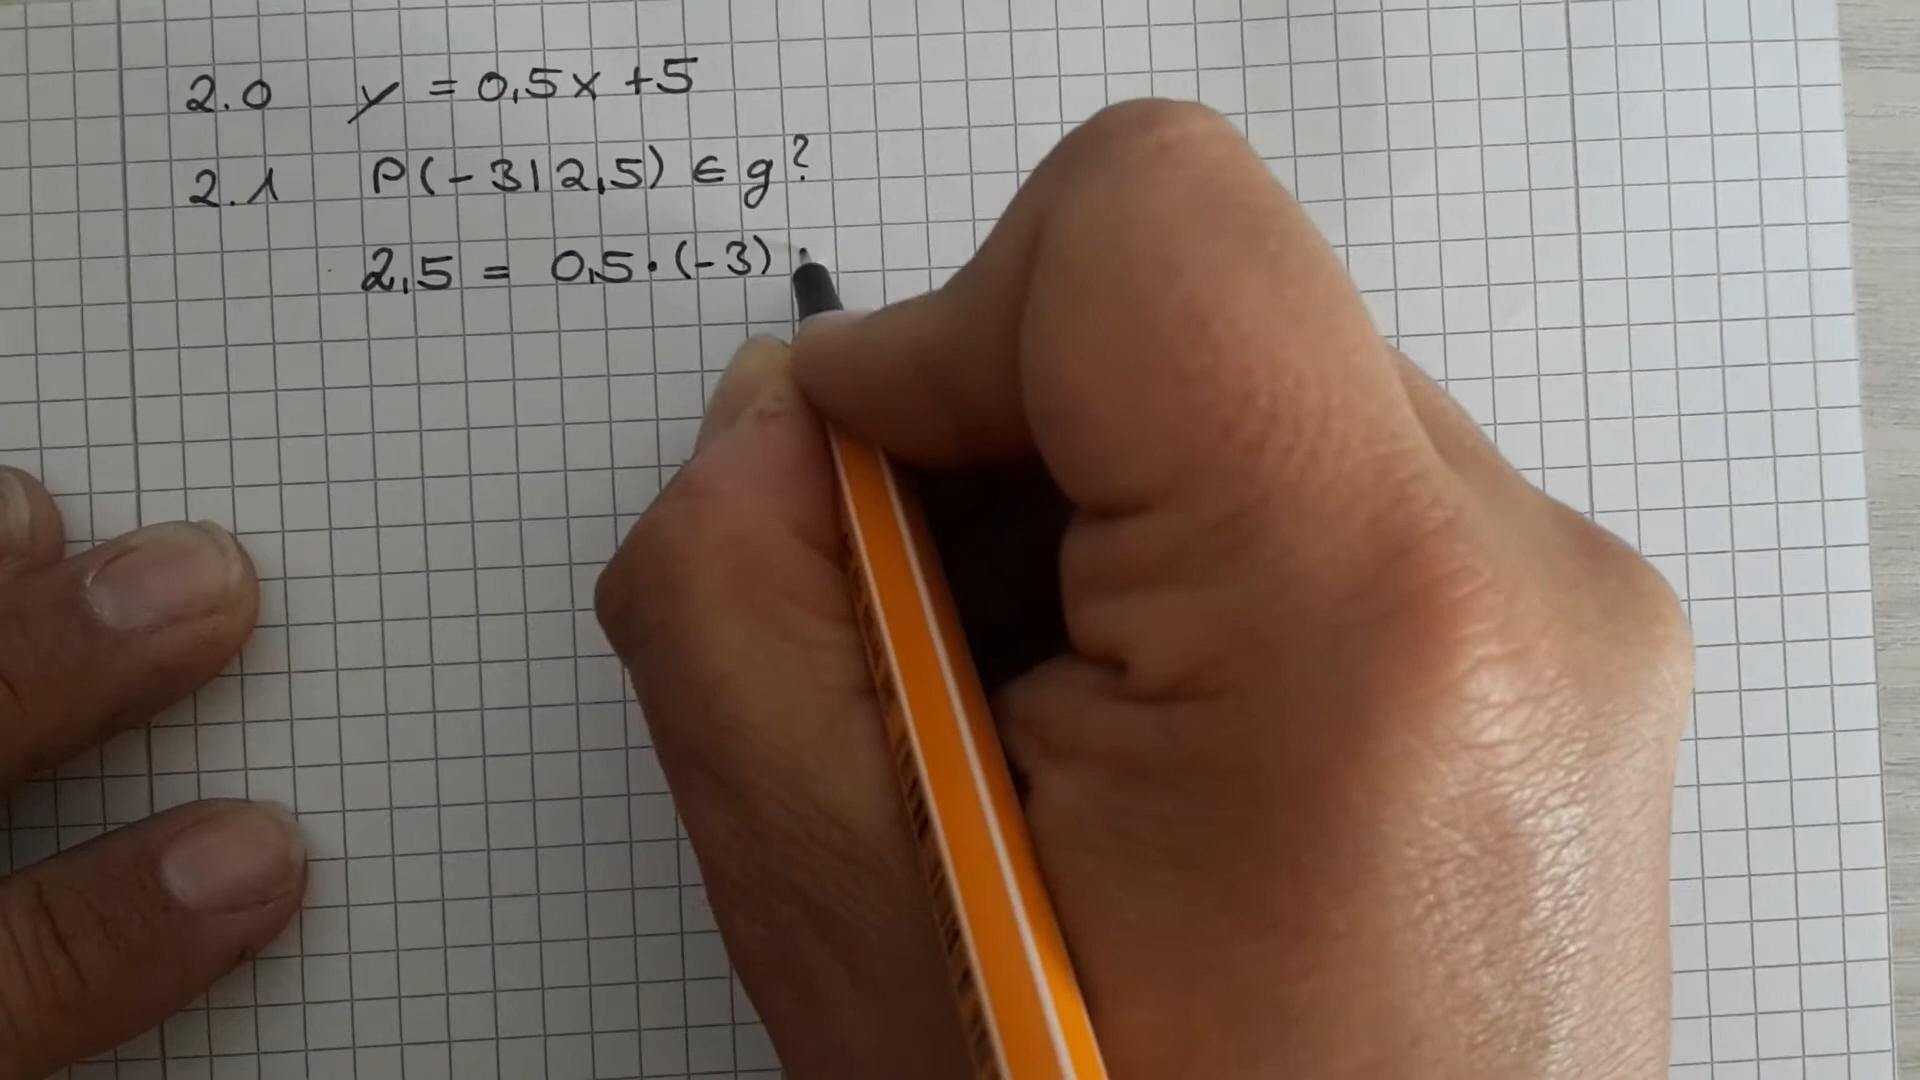 2.0 y = 0,5x +5
2.1 P(-3|2,5) ∈ g?
2,5 = 0,5·(-3)